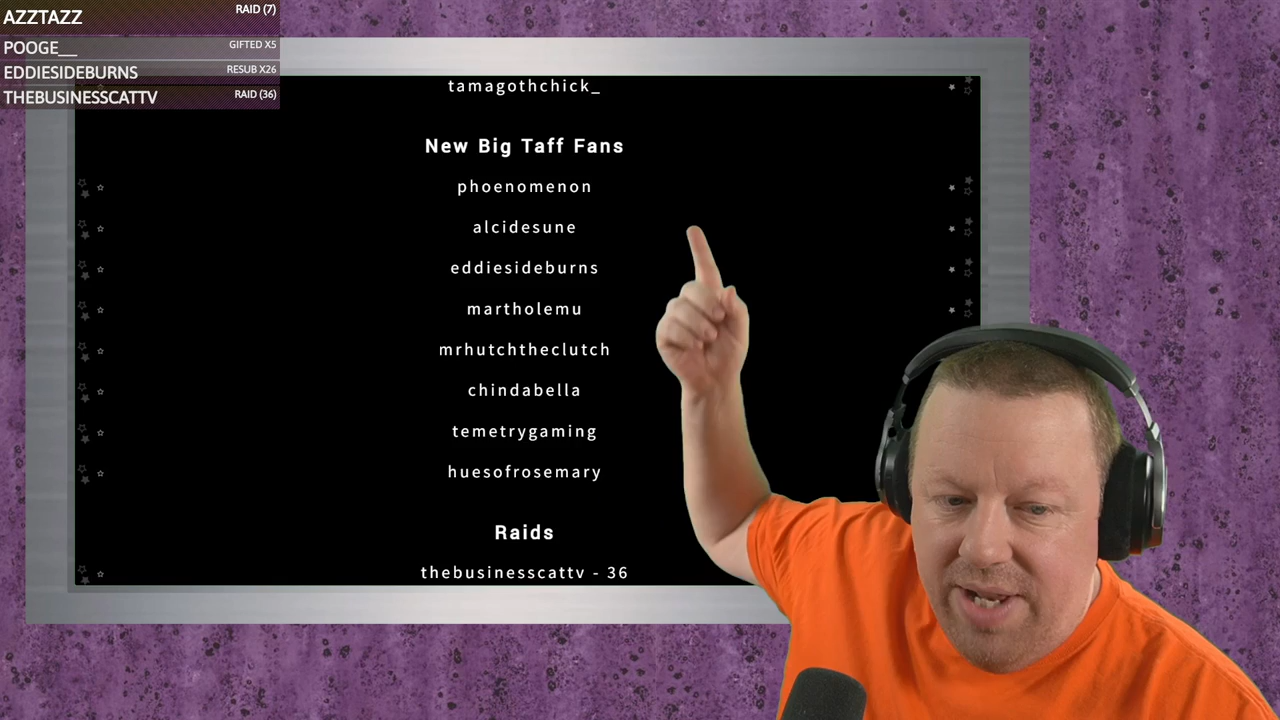 AZZTAZZ RAID (7)
POOGE__ GIFTED X5
EDDIESIDEBURNS RESUB X26
THEBUSINESSCATTV RAID (36)
tamagothchick_
New Big Taff Fans
phoenomenon
alcidesune
eddiesideburns
martholemu
mrhutchtheclutch
chindabella
temetrygaming
huesofrosemary
Raids
thebusinesscattv - 36